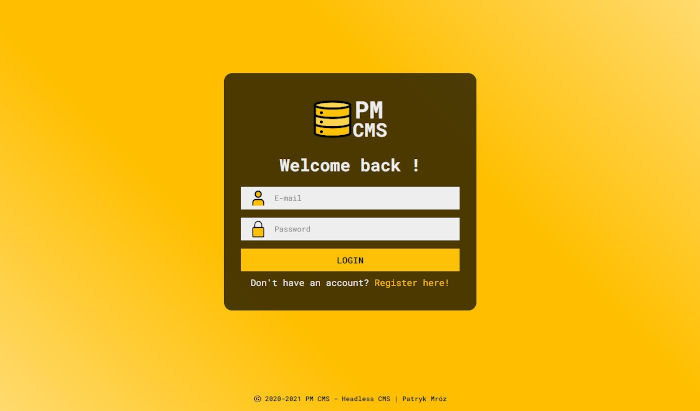 PM
CMS
Welcome back !
E-mail
Password
LOGIN
Don't have an account? Register here!
© 2020-2021 PM CMS - Headless CMS | Patryk Mróz